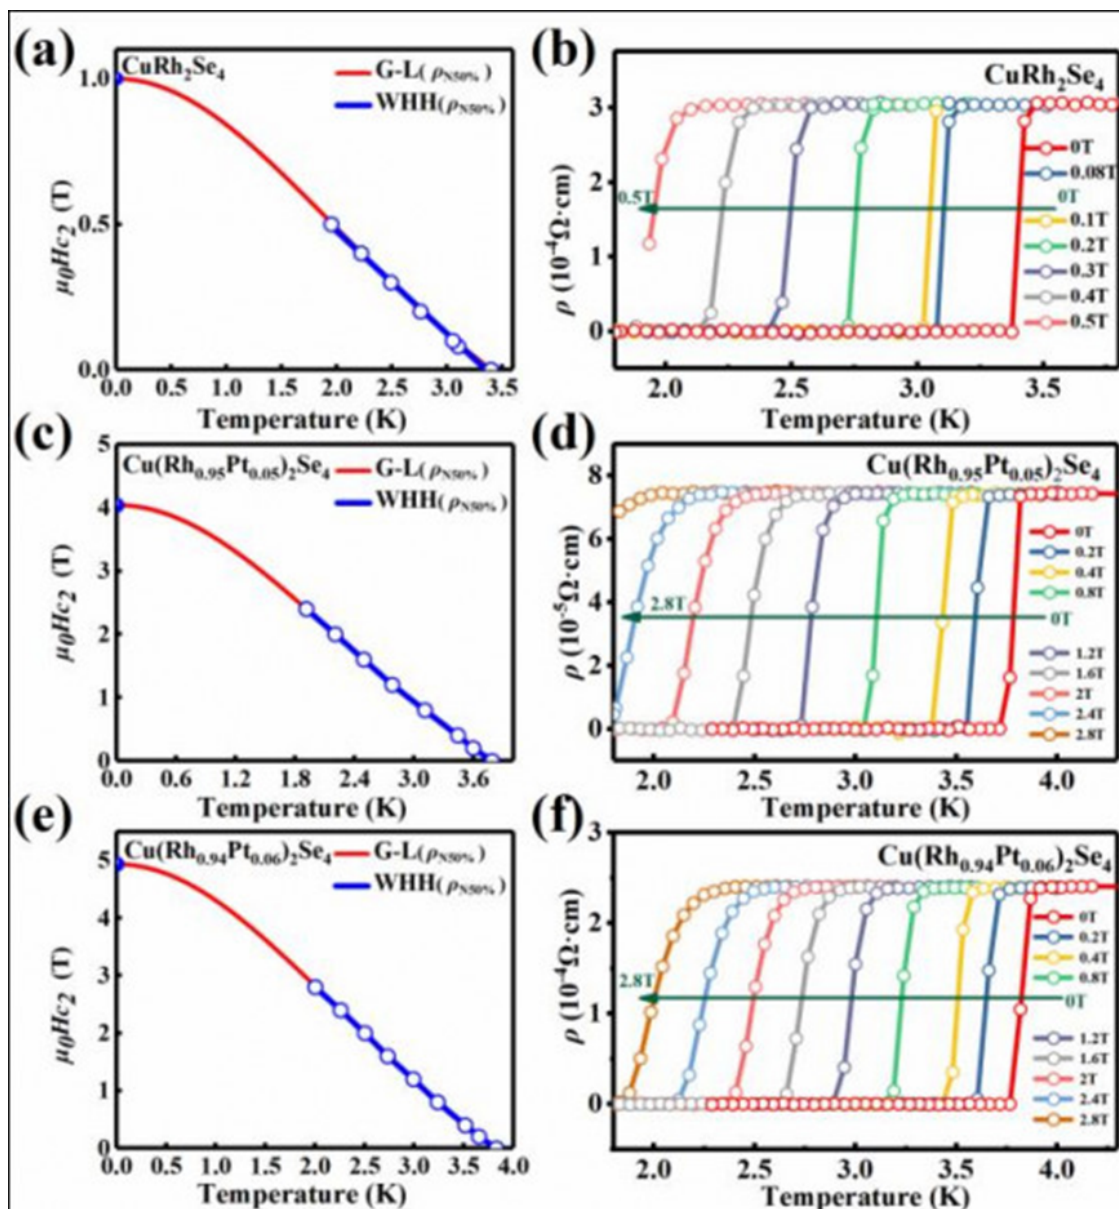 (a)
CuRh₂Se₄
G-L(ρN50%)
WHH(ρN50%)
1.0
0.5
0.0
μ₀Hc₂ (T)
0.0 0.5 1.0 1.5 2.0 2.5 3.0 3.5
Temperature (K)
(b)
CuRh₂Se₄
0T
0.08T
0.1T
0.2T
0.3T
0.4T
0.5T
0.5T
0T
3
2
1
0
ρ (10⁻⁴Ω·cm)
2.0 2.5 3.0 3.5
Temperature (K)
(c)
Cu(Rh₀.₉₅Pt₀.₀₅)₂Se₄
G-L(ρN50%)
WHH(ρN50%)
5
4
3
2
1
0
μ₀Hc₂ (T)
0.0 0.6 1.2 1.8 2.4 3.0 3.6
Temperature (K)
(d)
Cu(Rh₀.₉₅Pt₀.₀₅)₂Se₄
0T
0.2T
0.4T
0.8T
2.8T
0T
1.2T
1.6T
2T
2.4T
2.8T
8
6
4
2
0
ρ (10⁻⁵Ω·cm)
2.0 2.5 3.0 3.5 4.0
Temperature (K)
(e)
Cu(Rh₀.₉₄Pt₀.₀₆)₂Se₄
G-L(ρN50%)
WHH(ρN50%)
5
4
3
2
1
0
μ₀Hc₂ (T)
0.0 0.5 1.0 1.5 2.0 2.5 3.0 3.5 4.0
Temperature (K)
(f)
Cu(Rh₀.₉₄Pt₀.₀₆)₂Se₄
0T
0.2T
0.4T
0.8T
2.8T
0T
1.2T
1.6T
2T
2.4T
2.8T
3
2
1
0
ρ (10⁻⁴Ω·cm)
2.0 2.5 3.0 3.5 4.0
Temperature (K)